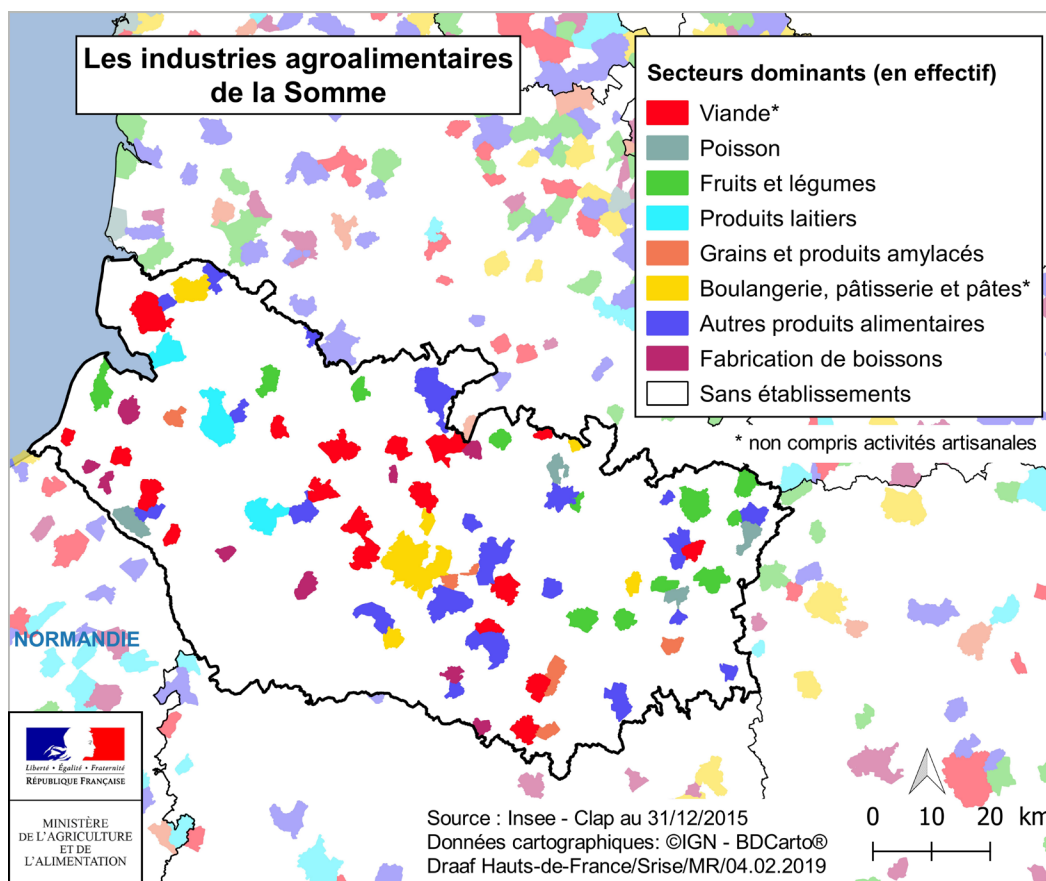 Les industries agroalimentaires
de la Somme
Secteurs dominants (en effectif)
Viande*
Poisson
Fruits et légumes
Produits laitiers
Grains et produits amylacés
Boulangerie, pâtisserie et pâtes*
Autres produits alimentaires
Fabrication de boissons
Sans établissements
* non compris activités artisanales
NORMANDIE
Liberté • Égalité • Fraternité
RÉPUBLIQUE FRANÇAISE
MINISTÈRE
DE L'AGRICULTURE
ET DE
L'ALIMENTATION
Source : Insee - Clap au 31/12/2015
Données cartographiques: ©IGN - BDCarto®
Draaf Hauts-de-France/Srise/MR/04.02.2019
0 10 20 km